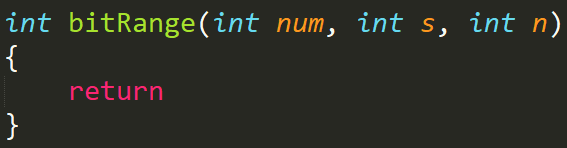 int bitRange(int num, int s, int n)
{
    return
}